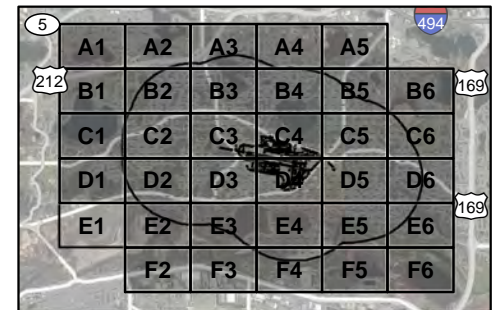 5
494
A1 A2 A3 A4 A5
212
B1 B2 B3 B4 B5 B6
169
C1 C2 C3 C4 C5 C6
D1 D2 D3 D4 D5 D6
169
E1 E2 E3 E4 E5 E6
F2 F3 F4 F5 F6